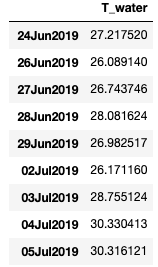 T_water
24Jun2019 27.217520
26Jun2019 26.089140
27Jun2019 26.743746
28Jun2019 28.081624
29Jun2019 26.982517
02Jul2019 26.171160
03Jul2019 28.755124
04Jul2019 30.330413
05Jul2019 30.316121